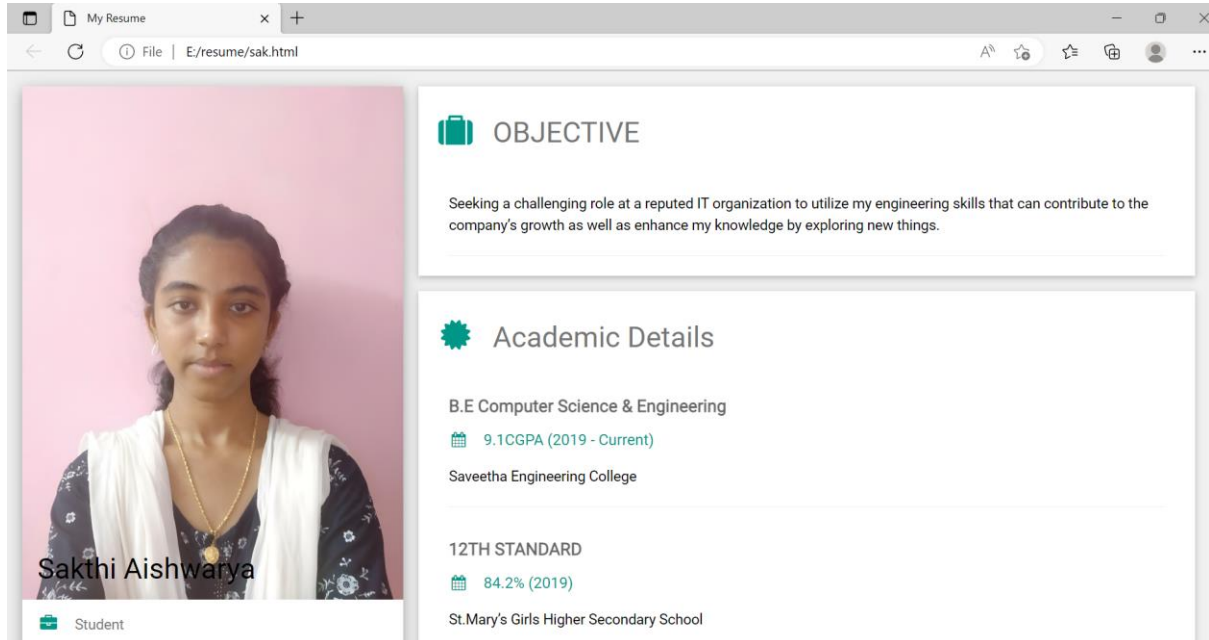 My Resume
File | E:/resume/sak.html
OBJECTIVE
Seeking a challenging role at a reputed IT organization to utilize my engineering skills that can contribute to the
company's growth as well as enhance my knowledge by exploring new things.
Academic Details
B.E Computer Science & Engineering
9.1CGPA (2019 - Current)
Saveetha Engineering College
12TH STANDARD
84.2% (2019)
St.Mary's Girls Higher Secondary School
Sakthi Aishwarya
Student